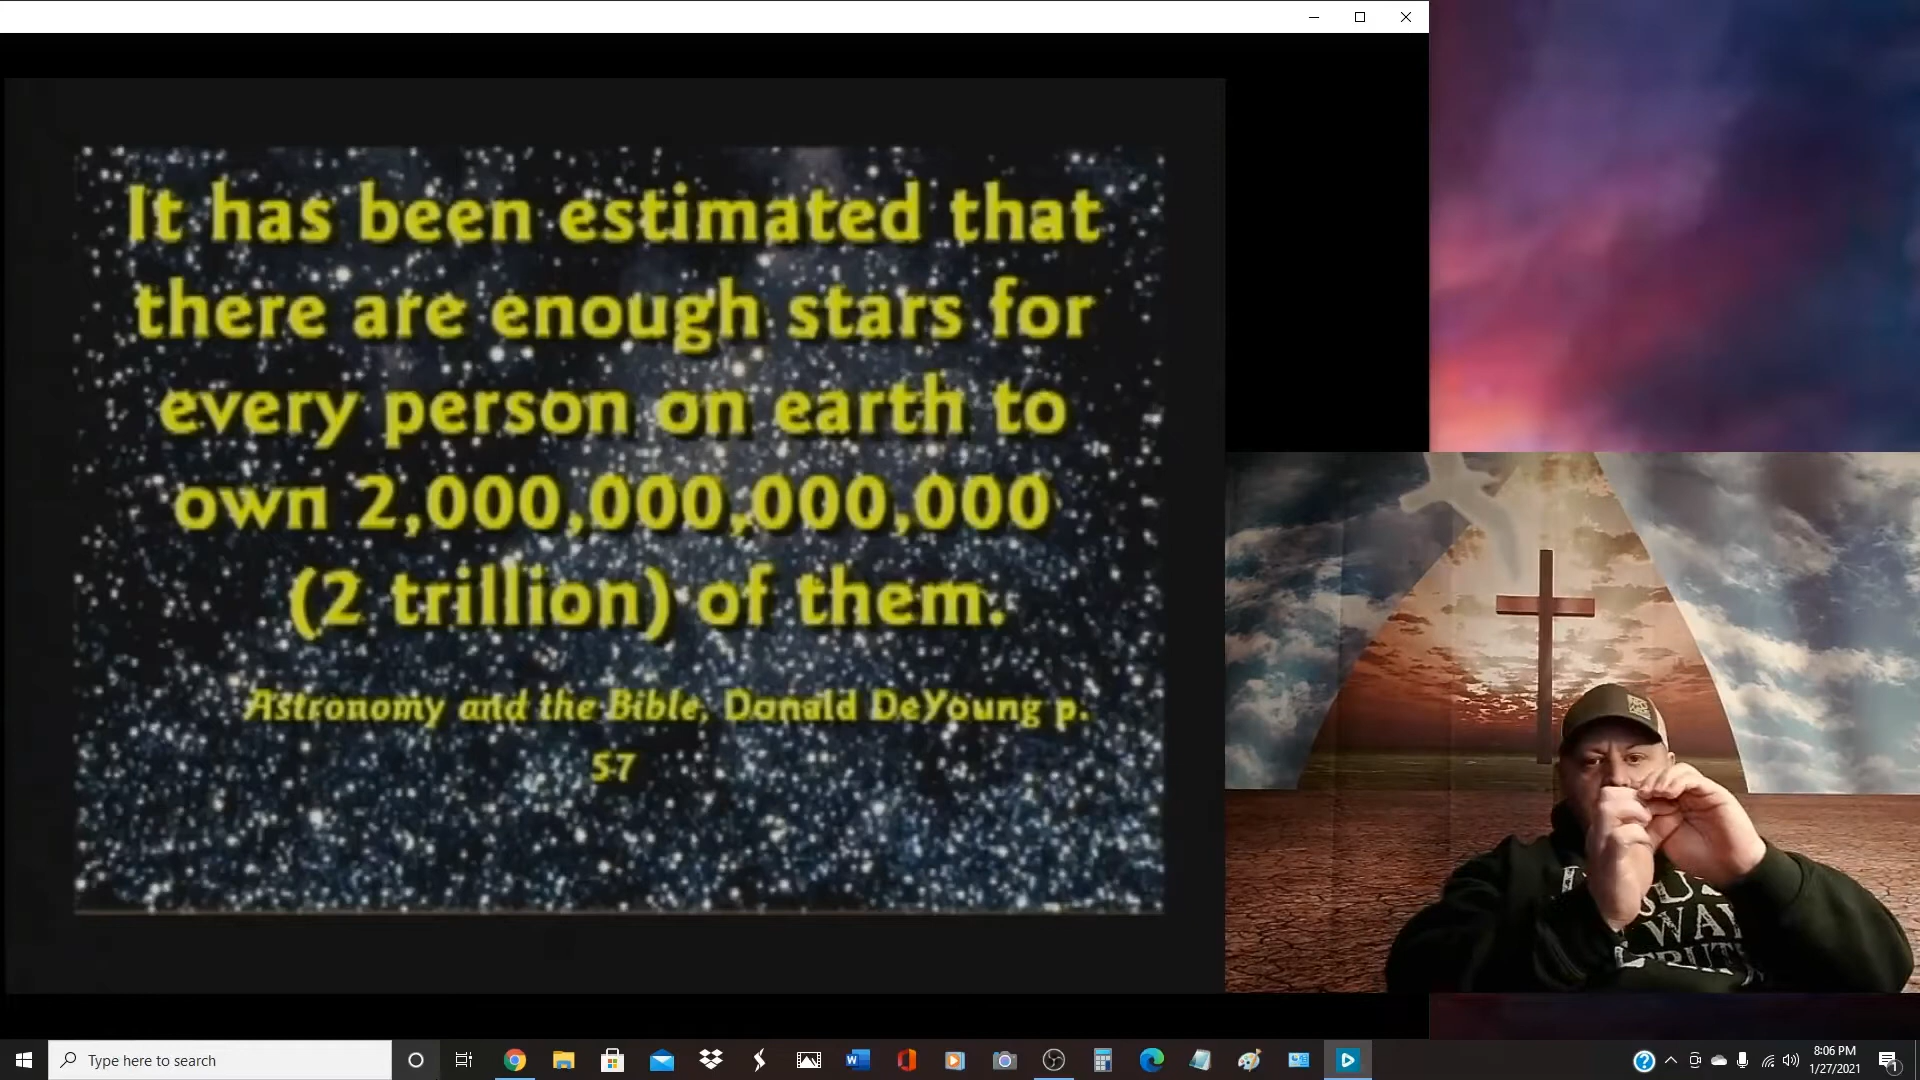 It has been estimated that
there are enough stars for
every person on earth to
own 2,000,000,000,000
(2 trillion) of them.
Astronomy and the Bible, Donald DeYoung p.
57
WAY
TRUTH
Type here to search
8:06 PM
1/27/2021